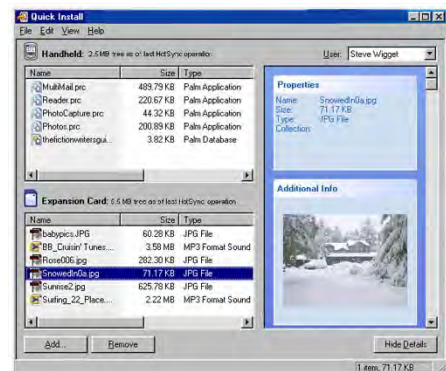 Quick Install
File Edit View Help
Handheld: 2.5 MB free as of last HotSync operation
User: Steve Wigget
Name Size Type
MultiMail.prc 489.79 KB Palm Application
Reader.prc 220.67 KB Palm Application
PhotoCapture.prc 44.32 KB Palm Application
Photos.prc 200.89 KB Palm Application
thefictionwritersgui... 3.82 KB Palm Database
Properties
Name: SnowedIn0a.jpg
Size: 71.17 KB
Type: JPG File
Collection:
Expansion Card: 6.6 MB free as of last HotSync operation
Name Size Type
babypics.JPG 60.28 KB JPG File
BB_Cruisin' Tunes.... 3.58 MB MP3 Format Sound
Rose006.jpg 282.30 KB JPG File
SnowedIn0a.jpg 71.17 KB JPG File
Sunrise2.jpg 625.78 KB JPG File
Surfing_22_Place.... 2.22 MB MP3 Format Sound
Additional Info
Add... Remove Hide Details
1 item, 71.17 KB